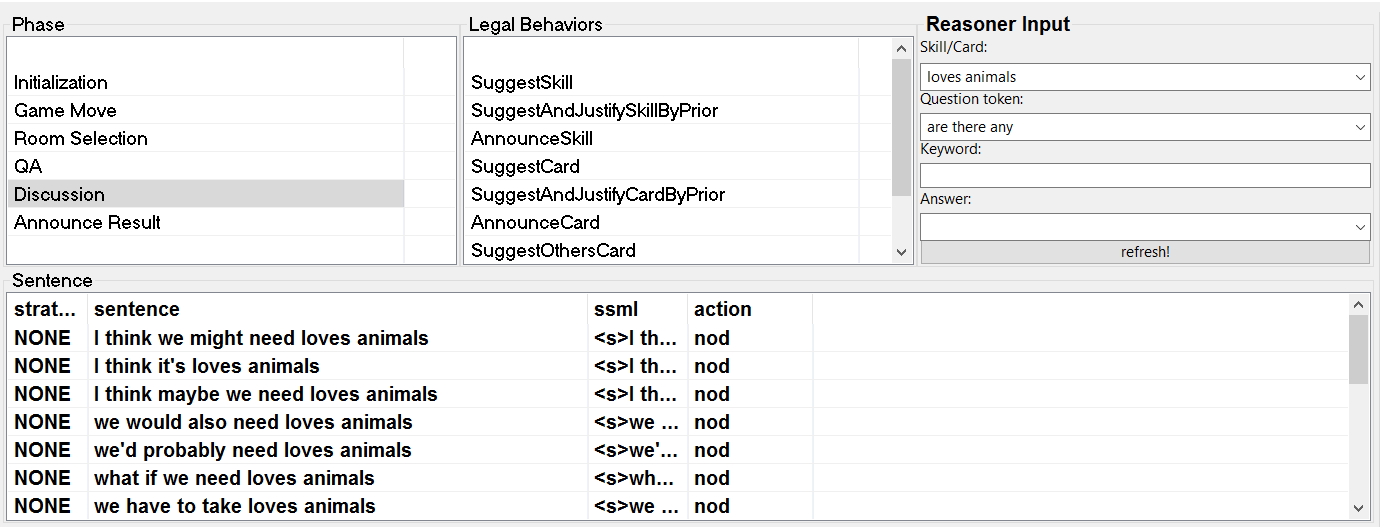 Phase
Initialization
Game Move
Room Selection
QA
Discussion
Announce Result
Legal Behaviors
SuggestSkill
SuggestAndJustifySkillByPrior
AnnounceSkill
SuggestCard
SuggestAndJustifyCardByPrior
AnnounceCard
SuggestOthersCard
Reasoner Input
Skill/Card:
loves animals
Question token:
are there any
Keyword:
Answer:
refresh!
Sentence
strat... sentence ssml action
NONE I think we might need loves animals <s>I th... nod
NONE I think it's loves animals <s>I th... nod
NONE I think maybe we need loves animals <s>I th... nod
NONE we would also need loves animals <s>we ... nod
NONE we'd probably need loves animals <s>we'... nod
NONE what if we need loves animals <s>wh... nod
NONE we have to take loves animals <s>we ... nod